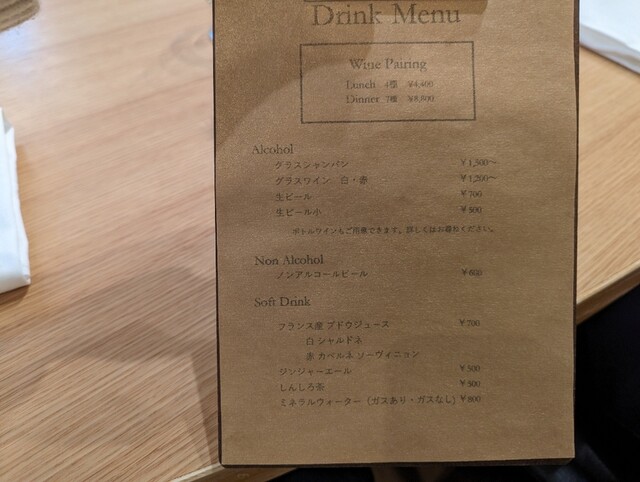 Drink Menu
Wine Pairing
Lunch 4種 ¥4,400
Dinner 7種 ¥8,800
Alcohol
グラスシャンパン ¥1,500〜
グラスワイン 白・赤 ¥1,200〜
生ビール ¥700
生ビール小 ¥500
ボトルワインもご用意できます。詳しくはお尋ねください。
Non Alcohol
ノンアルコールビール ¥600
Soft Drink
フランス産 ブドウジュース ¥700
白 シャルドネ
赤 カベルネ ソーヴィニョン
ジンジャーエール ¥500
しんしろ茶 ¥500
ミネラルウォーター（ガスあり・ガスなし) ¥800